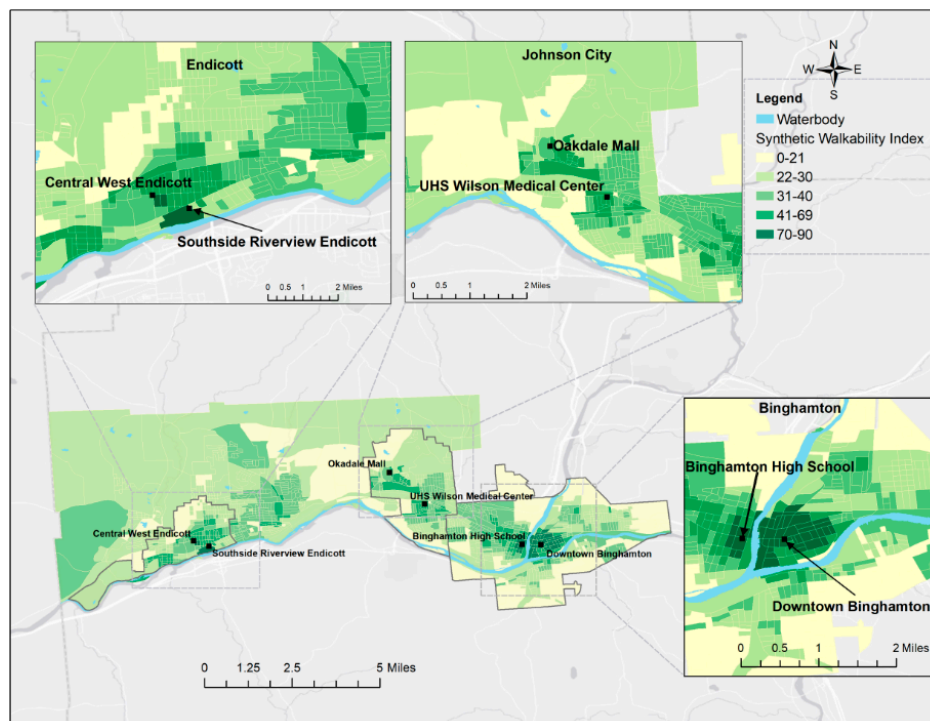 Endicott
Central West Endicott
Southside Riverview Endicott
0 0.5 1 2 Miles
Johnson City
Oakdale Mall
UHS Wilson Medical Center
0 0.5 1 2 Miles
N
W E
S
Legend
Waterbody
Synthetic Walkability Index
0-21
22-30
31-40
41-69
70-90
Okadale Mall
UHS Wilson Medical Center
Central West Endicott
Southside Riverview Endicott
Binghamton High School
Downtown Binghamton
0 1.25 2.5 5 Miles
Binghamton
Binghamton High School
Downtown Binghamton
0 0.5 1 2 Miles